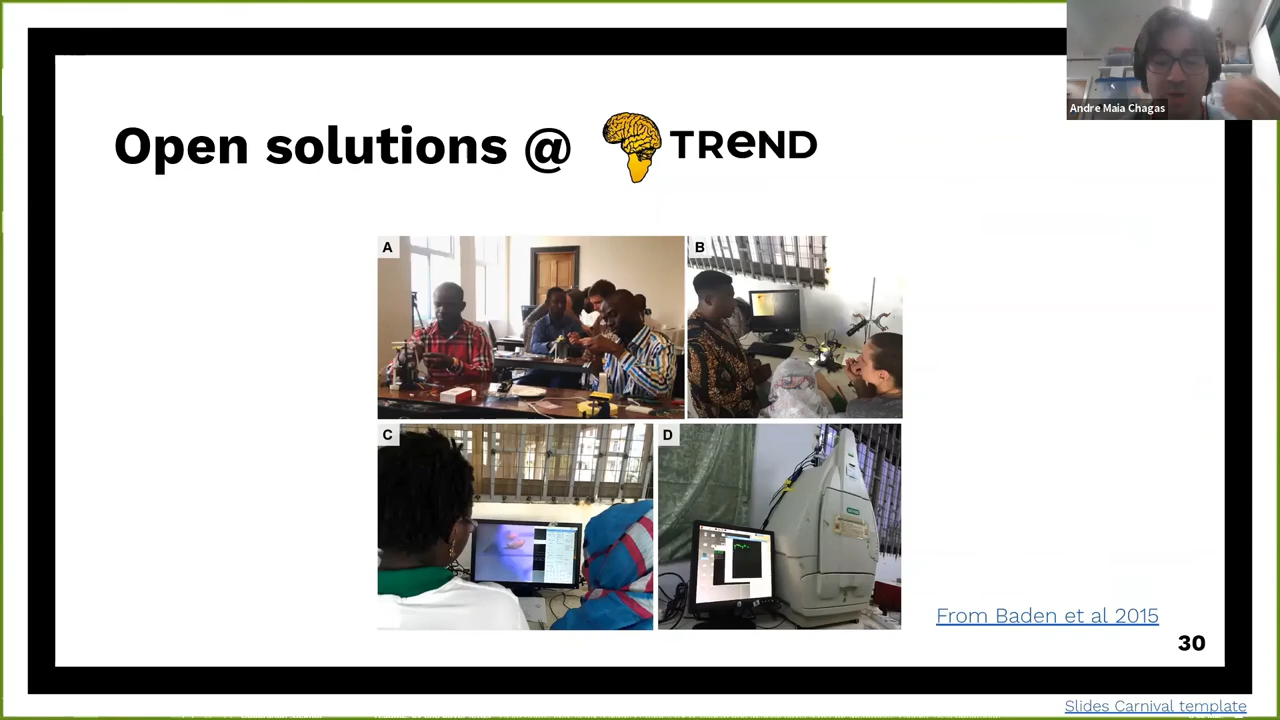 Andre Maia Chagas
Open solutions @ TReND
A
B
C
D
From Baden et al 2015
30
Slides Carnival template